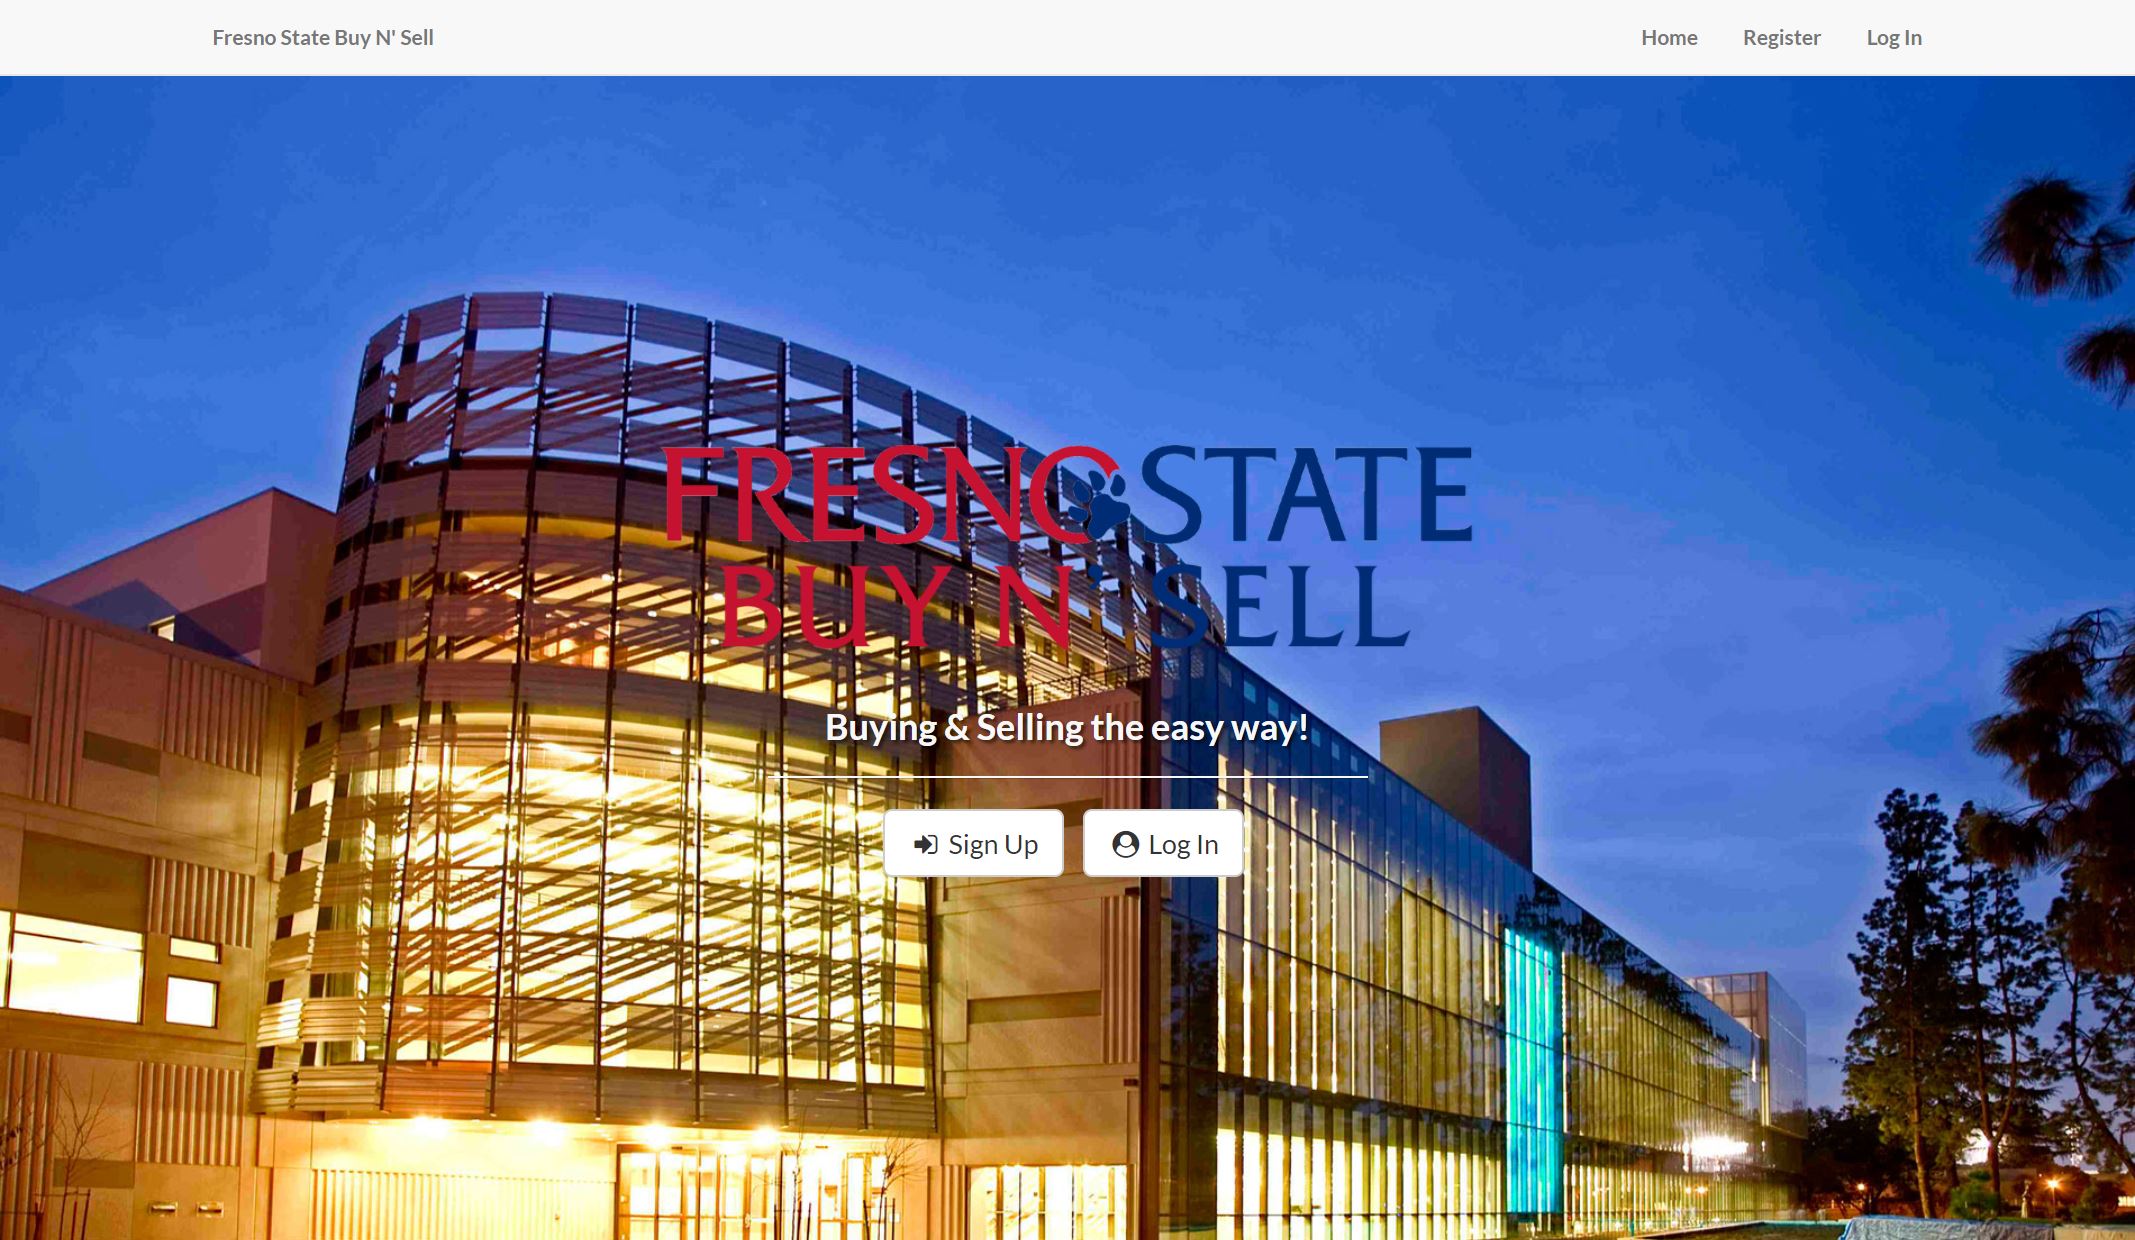 Fresno State Buy N' Sell
Home
Register
Log In
FRESNO STATE
BUY N' SELL
Buying & Selling the easy way!
Sign Up
Log In